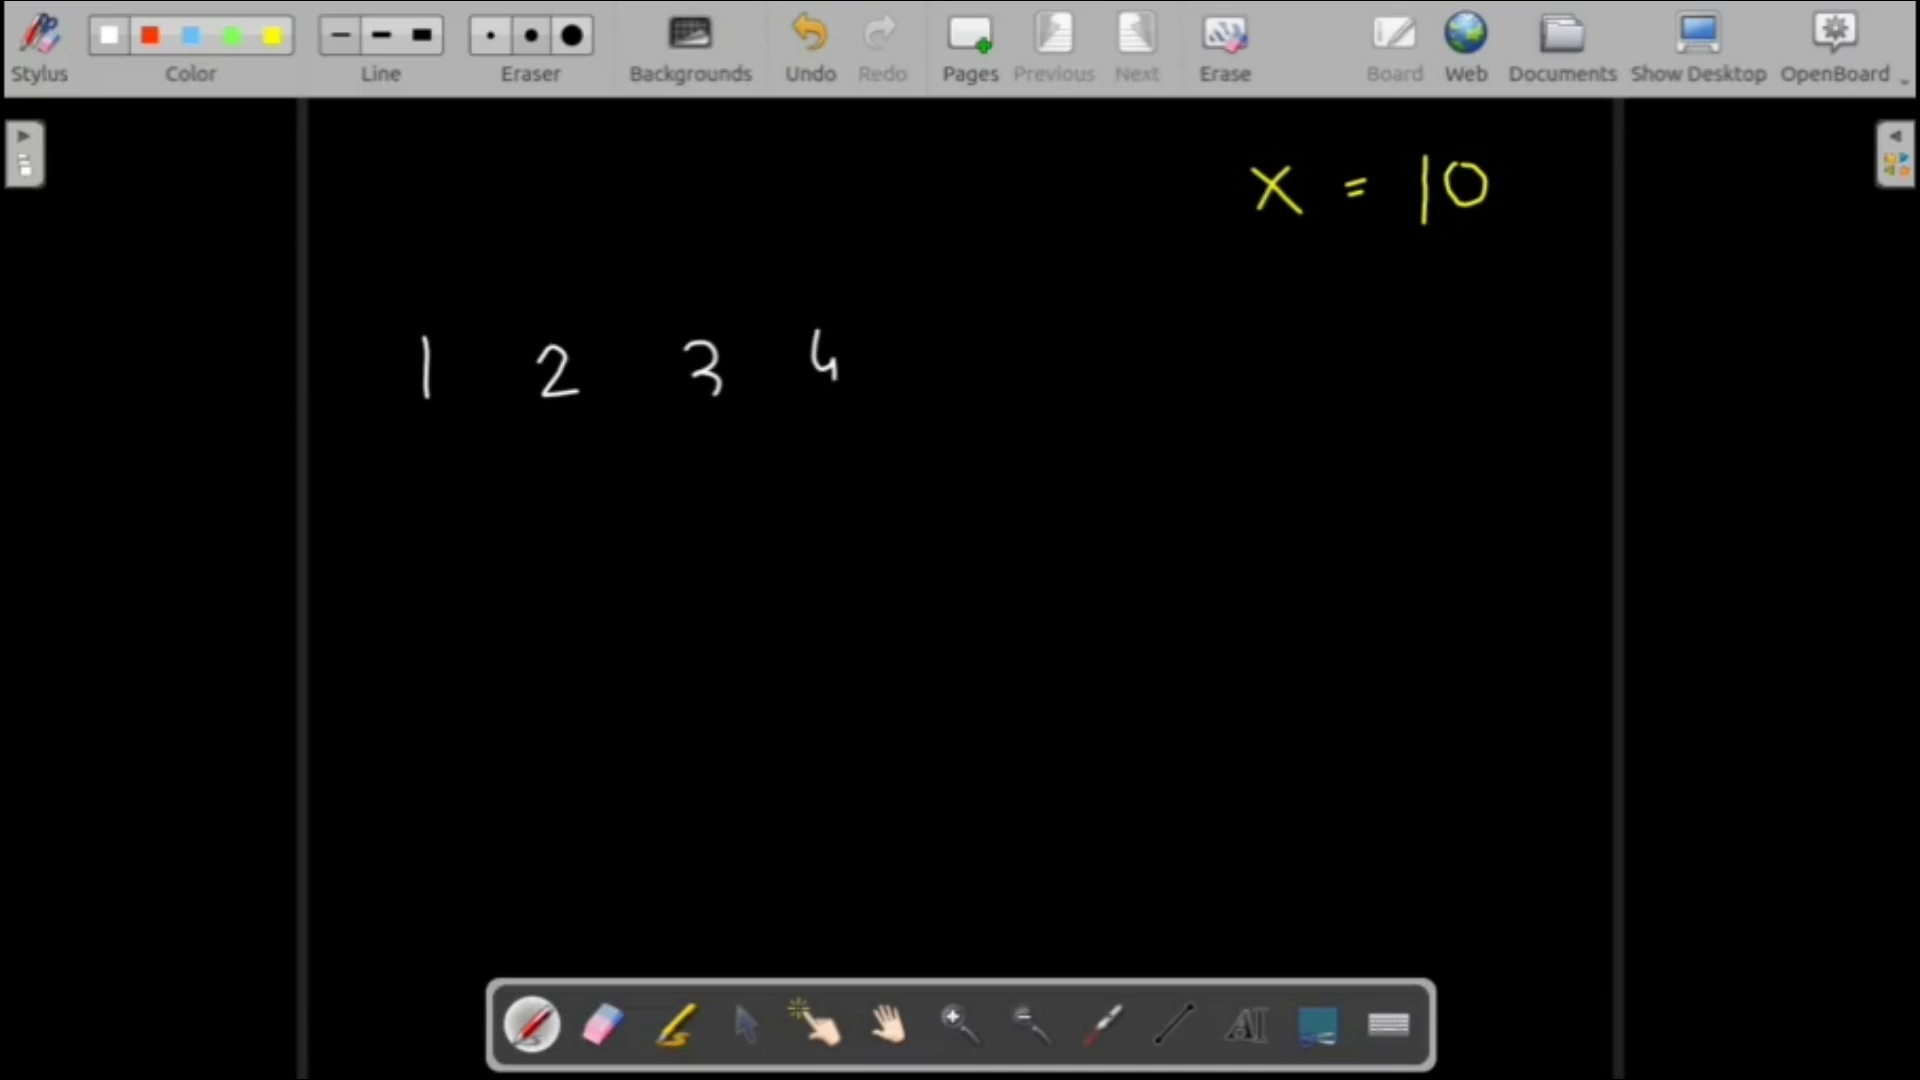 Stylus Color Line Eraser Backgrounds Undo Redo Pages Previous Next Erase Board Web Documents Show Desktop OpenBoard
x = 10
1 2 3 4
AI